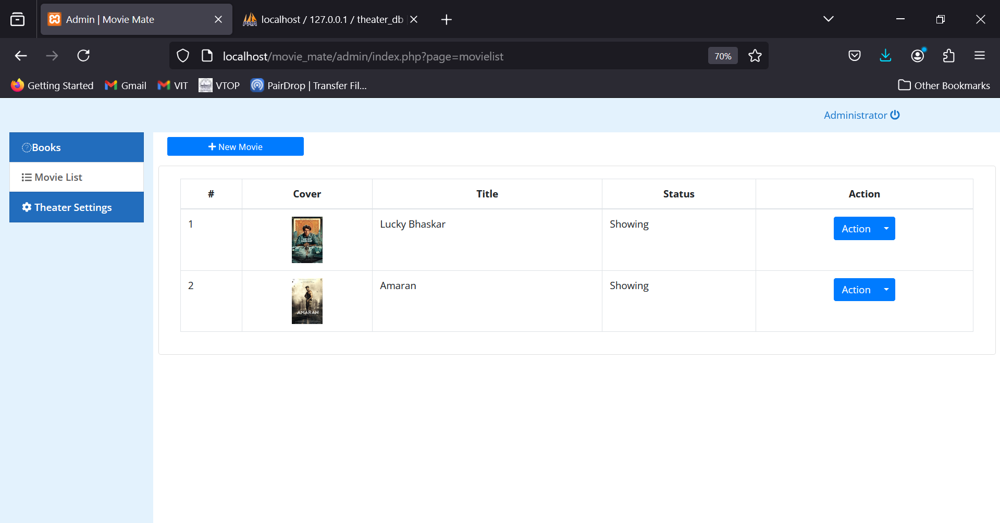 Admin | Movie Mate
localhost / 127.0.0.1 / theater_db
localhost/movie_mate/admin/index.php?page=movielist
70%
Getting Started
Gmail
VIT
VTOP
PairDrop | Transfer Fil...
Other Bookmarks
Administrator
Books
Movie List
Theater Settings
New Movie
# Cover Title Status Action
1 Lucky Bhaskar Showing Action
2 AMARAN Amaran Showing Action